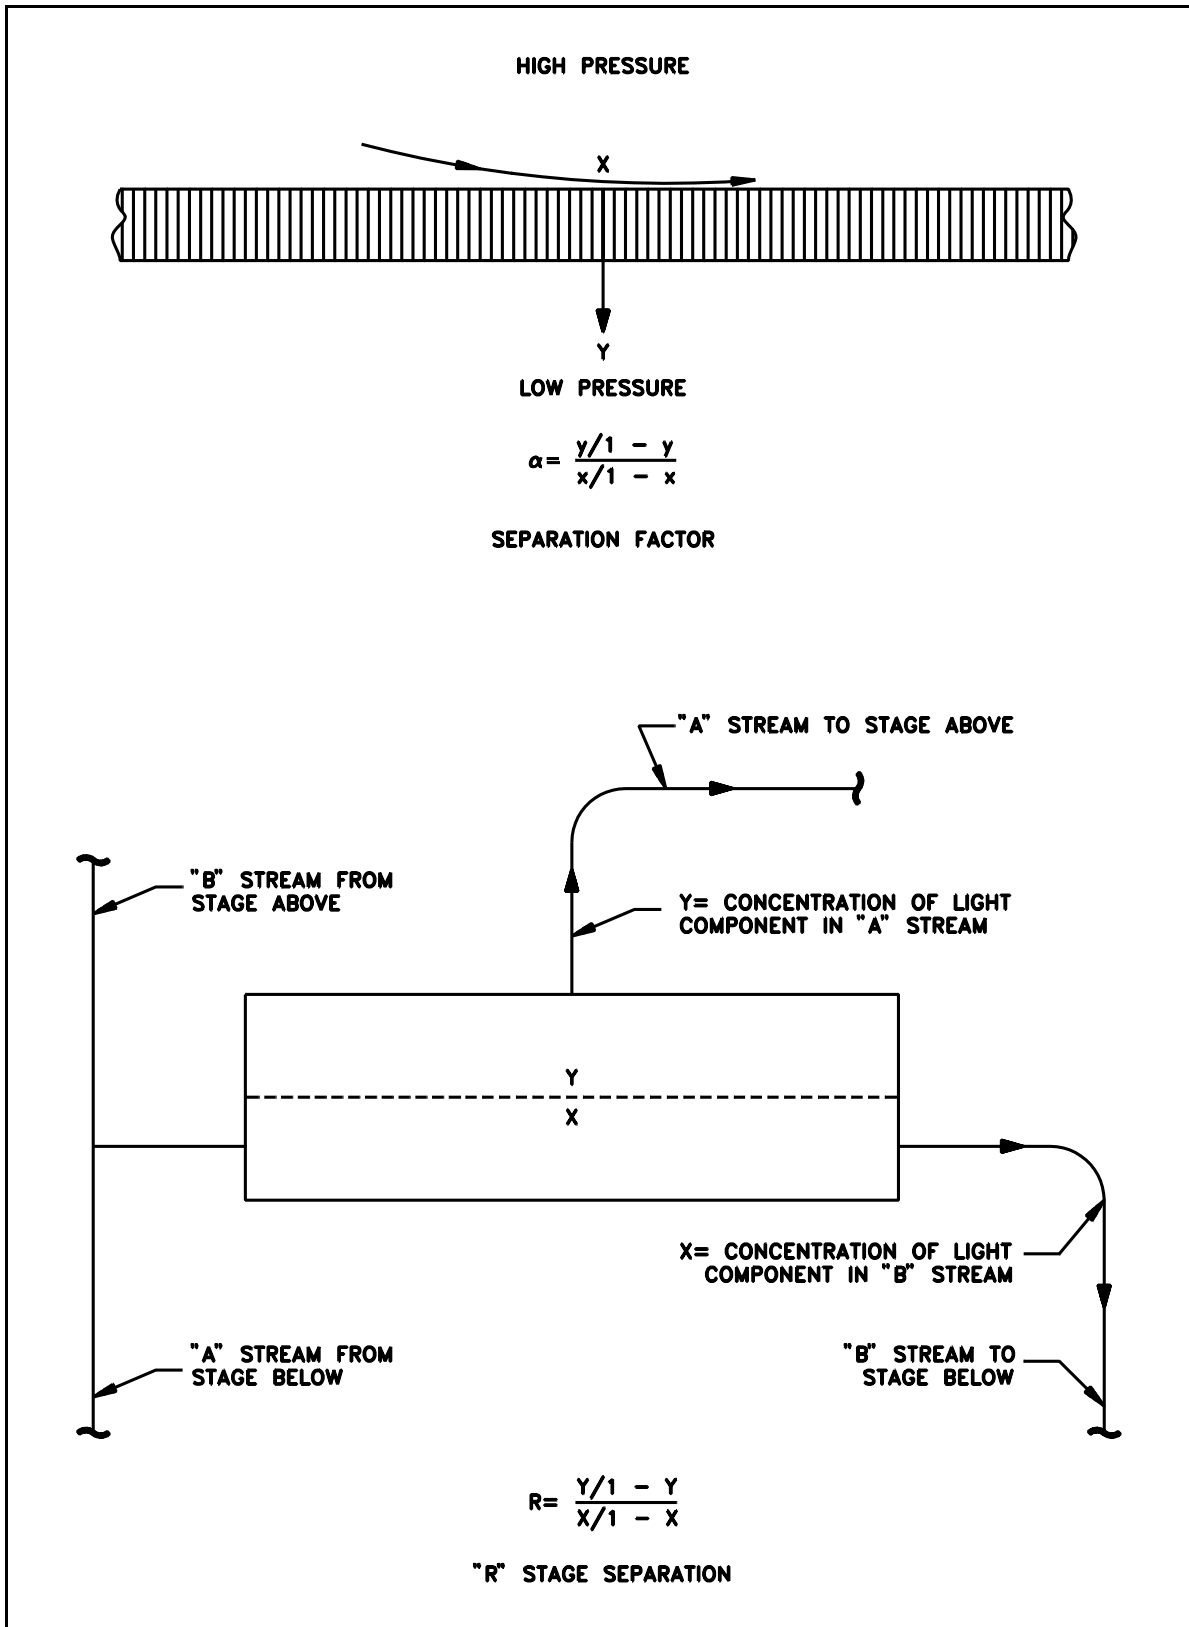 HIGH PRESSURE
X
Y
LOW PRESSURE
α= y/1 - y
x/1 - x
SEPARATION FACTOR
"A" STREAM TO STAGE ABOVE
"B" STREAM FROM
STAGE ABOVE
Y= CONCENTRATION OF LIGHT
COMPONENT IN "A" STREAM
Y
X
X= CONCENTRATION OF LIGHT
COMPONENT IN "B" STREAM
"A" STREAM FROM
STAGE BELOW
"B" STREAM TO
STAGE BELOW
R= Y/1 - Y
X/1 - X
"R" STAGE SEPARATION